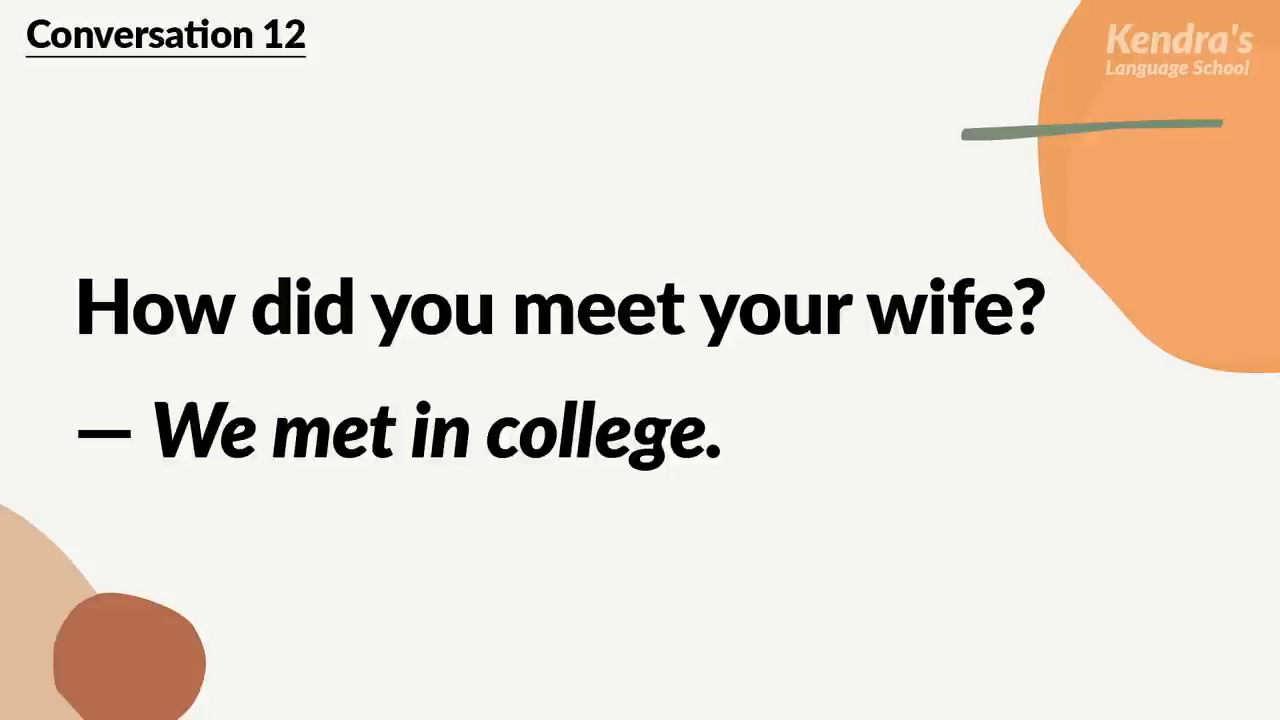 Conversation 12
Kendra's
Language School
How did you meet your wife?
— We met in college.